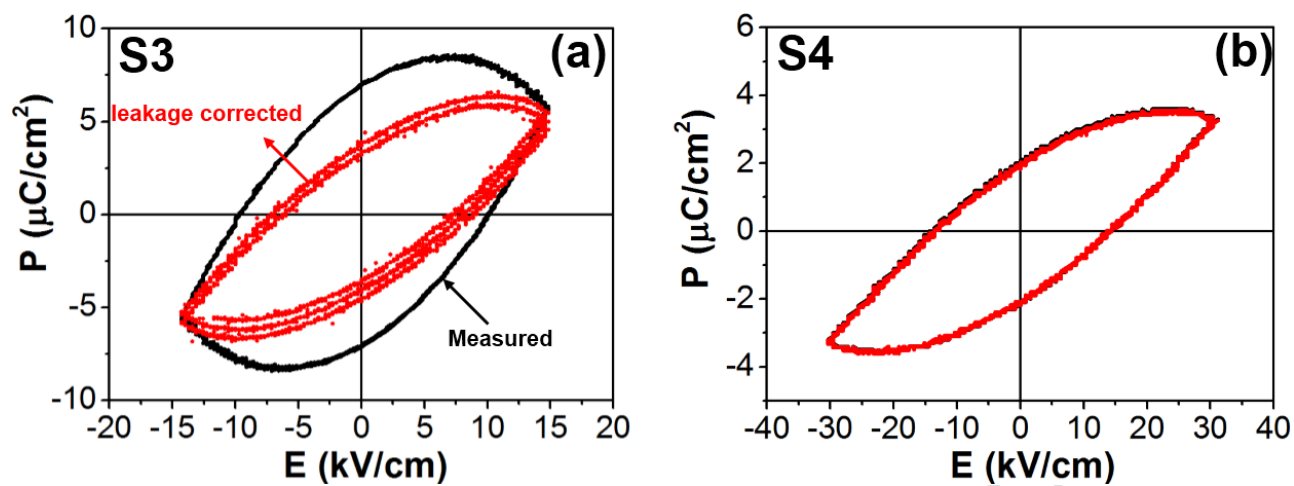 S3
(a)
leakage corrected
Measured
P (μC/cm²)
10
5
0
-5
-10
-20 -15 -10 -5 0 5 10 15 20
E (kV/cm)
S4
(b)
P (μC/cm²)
6
4
2
0
-2
-4
-40 -30 -20 -10 0 10 20 30 40
E (kV/cm)